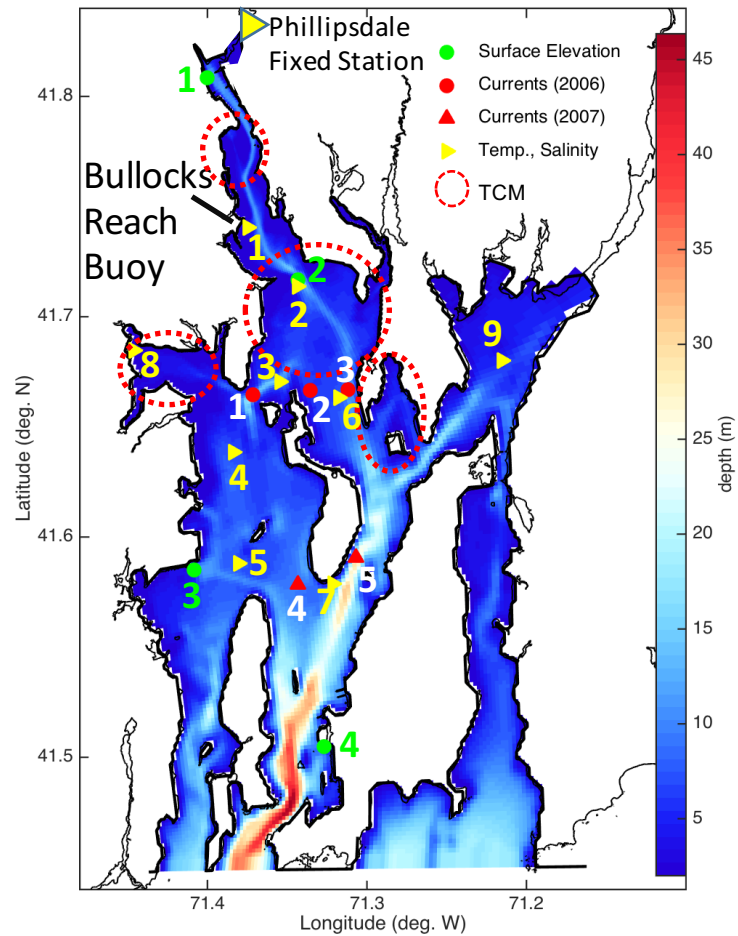 Phillipsdale
Fixed Station
Surface Elevation
Currents (2006)
Currents (2007)
Temp., Salinity
TCM
Bullocks
Reach
Buoy
1
1
2
2
9
8
3
3
1
2
6
4
5
3
4
7
5
4
41.8
41.7
41.6
41.5
Latitude (deg. N)
71.4
71.3
71.2
Longitude (deg. W)
45
40
35
30
25
20
15
10
5
depth (m)